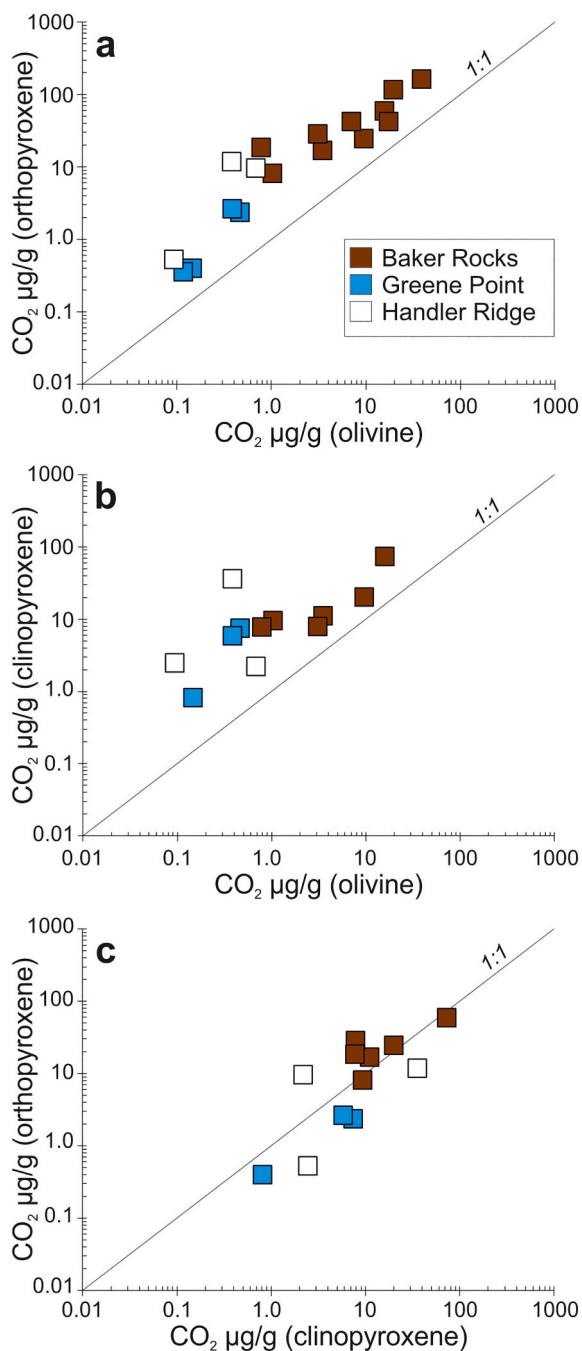 a
1000
100
10
1.0
0.1
0.01
CO₂ µg/g (orthopyroxene)
1:1
Baker Rocks
Greene Point
Handler Ridge
0.01 0.1 1.0 10 100 1000
CO₂ µg/g (olivine)
b
1000
100
10
1.0
0.1
0.01
CO₂ µg/g (clinopyroxene)
1:1
0.01 0.1 1.0 10 100 1000
CO₂ µg/g (olivine)
c
1000
100
10
1.0
0.1
0.01
CO₂ µg/g (orthopyroxene)
1:1
0.01 0.1 1.0 10 100 1000
CO₂ µg/g (clinopyroxene)